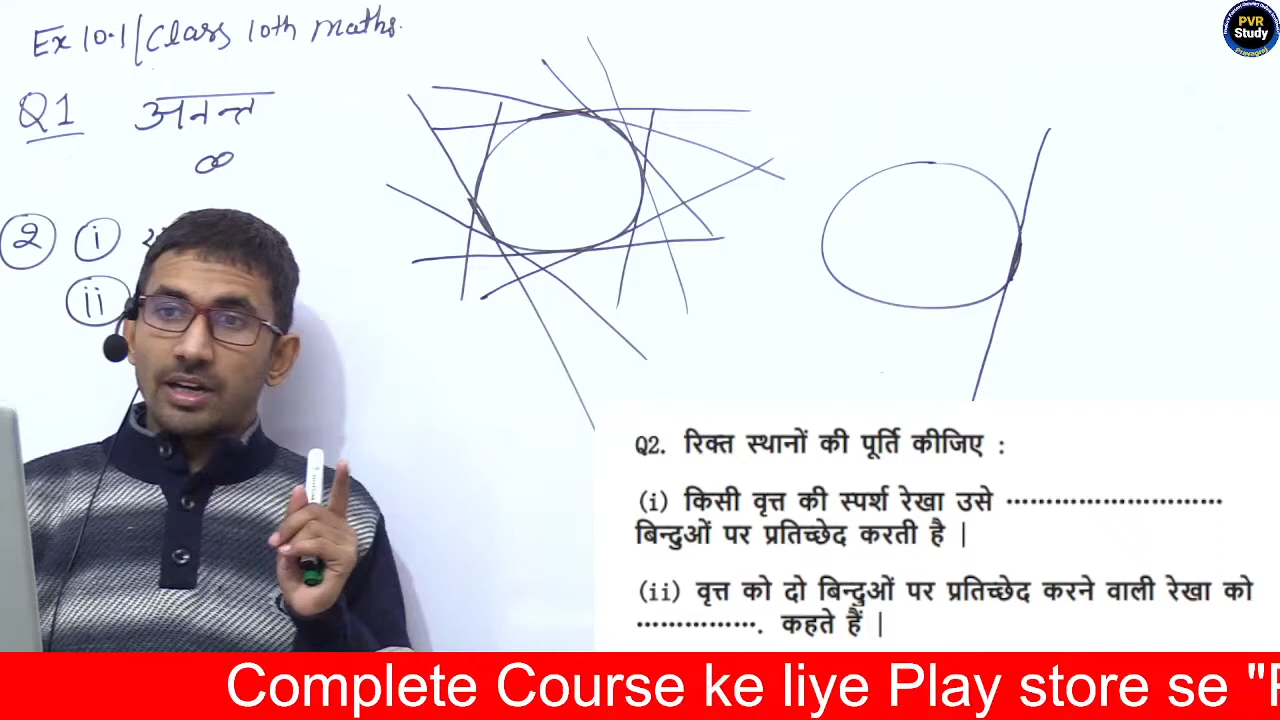 Ex 10.1 / Class 10th Maths.
Q1 अनन्त
∞
2 i
ii
PVR
Study
Prayagraj
Q2. रिक्त स्थानों की पूर्ति कीजिए :
(i) किसी वृत्त की स्पर्श रेखा उसे ...........................
बिन्दुओं पर प्रतिच्छेद करती है |
(ii) वृत्त को दो बिन्दुओं पर प्रतिच्छेद करने वाली रेखा को
................ कहते हैं |
Complete Course ke liye Play store se "